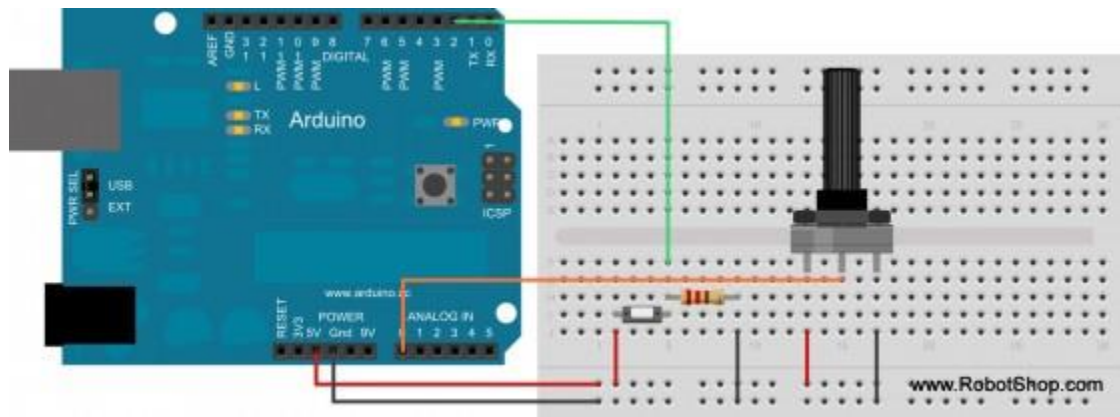 AREF
GND
13
12
PWM 11
PWM 10
PWM 9
8
DIGITAL
7
PWM 6
PWM 5
4
PWM 3
2
TX 1
RX 0
L
TX
RX
Arduino
PWR
1
ICSP
PWR SEL
USB
EXT
www.arduino.cc
POWER
ANALOG IN
RESET
3V3
5V Gnd 9V
0 1 2 3 4 5
www.RobotShop.com